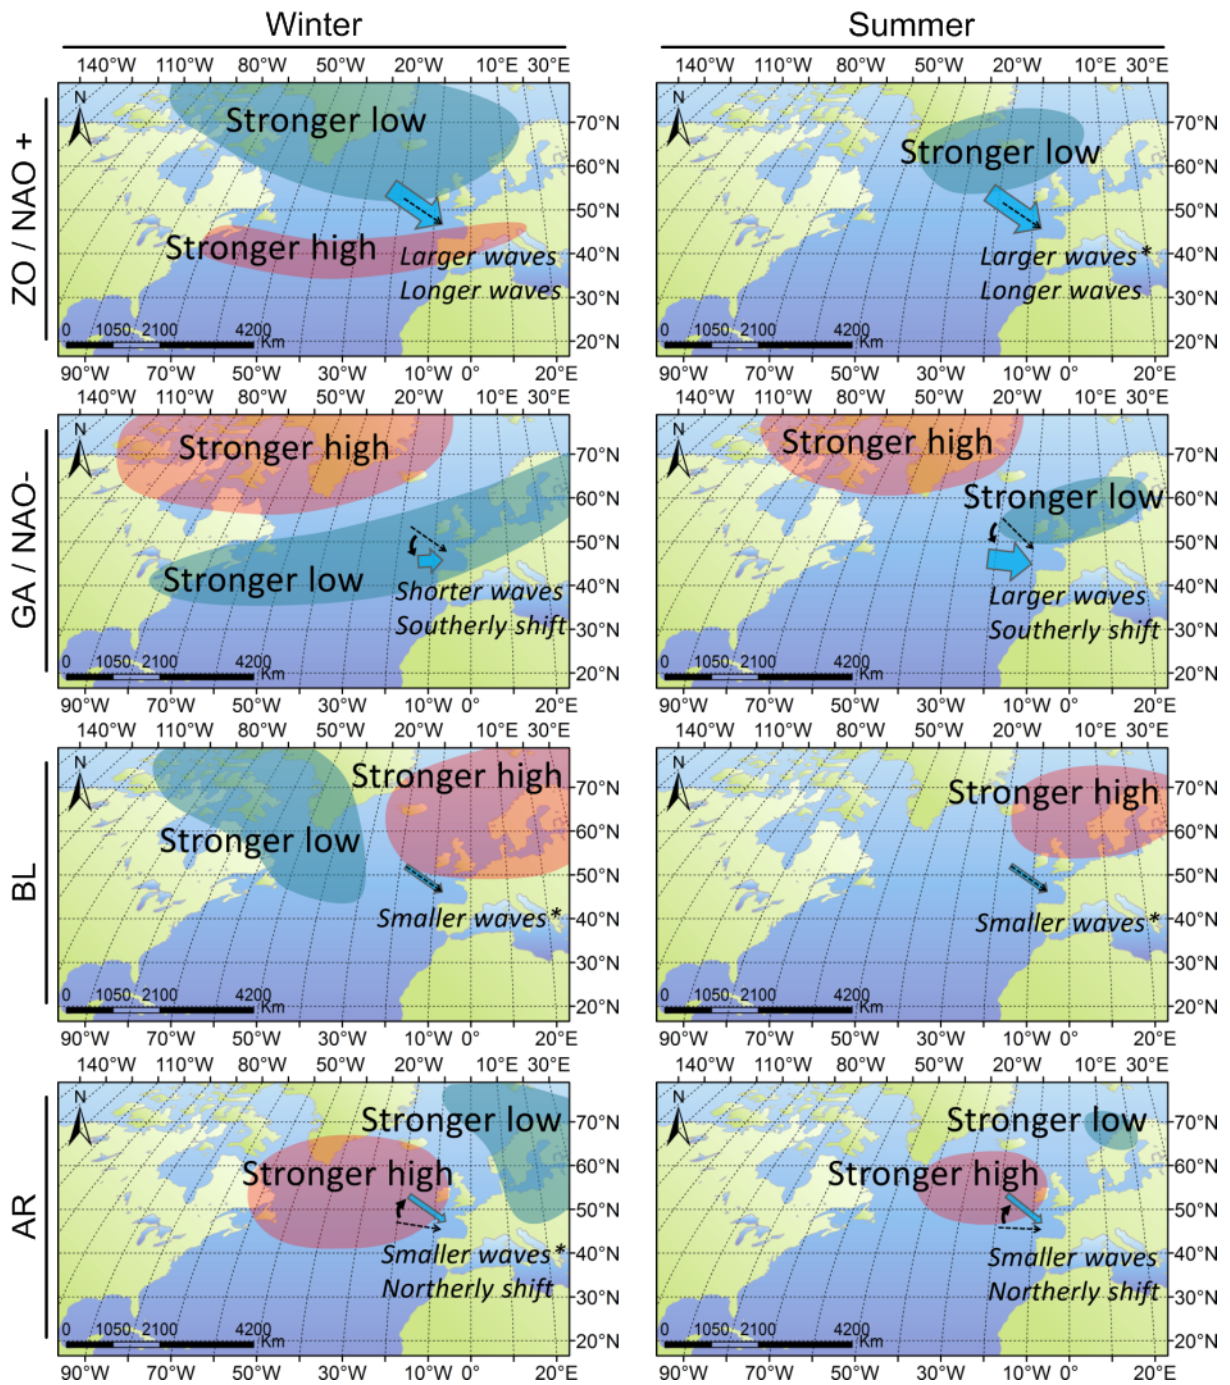 Winter Summer
140°W 110°W 80°W 50°W 20°W 10°E 30°E 140°W 110°W 80°W 50°W 20°W 10°E 30°E
ZO / NAO +
N Stronger low 70°N N Stronger low 70°N
60°N 60°N
50°N 50°N
Stronger high 40°N 40°N
Larger waves Larger waves*
Longer waves 30°N Longer waves 30°N
0 1050 2100 4200 Km 20°N 0 1050 2100 4200 Km 20°N
90°W 70°W 50°W 30°W 10°W 0° 20°E 90°W 70°W 50°W 30°W 10°W 0° 20°E
140°W 110°W 80°W 50°W 20°W 10°E 30°E 140°W 110°W 80°W 50°W 20°W 10°E 30°E
GA / NAO-
N Stronger high 70°N N Stronger high 70°N
60°N Stronger low 60°N
50°N 50°N
Stronger low 40°N 40°N
Shorter waves Larger waves
Southerly shift 30°N Southerly shift 30°N
0 1050 2100 4200 Km 20°N 0 1050 2100 4200 Km 20°N
90°W 70°W 50°W 30°W 10°W 0° 20°E 90°W 70°W 50°W 30°W 10°W 0° 20°E
140°W 110°W 80°W 50°W 20°W 10°E 30°E 140°W 110°W 80°W 50°W 20°W 10°E 30°E
BL
N Stronger high 70°N N Stronger high 70°N
Stronger low 60°N 60°N
50°N 50°N
Smaller waves* 40°N Smaller waves* 40°N
30°N 30°N
0 1050 2100 4200 Km 20°N 0 1050 2100 4200 Km 20°N
90°W 70°W 50°W 30°W 10°W 0° 20°E 90°W 70°W 50°W 30°W 10°W 0° 20°E
140°W 110°W 80°W 50°W 20°W 10°E 30°E 140°W 110°W 80°W 50°W 20°W 10°E 30°E
AR
N Stronger low 70°N N Stronger low 70°N
Stronger high 60°N Stronger high 60°N
50°N 50°N
Smaller waves* 40°N Smaller waves 40°N
Northerly shift 30°N Northerly shift 30°N
0 1050 2100 4200 Km 20°N 0 1050 2100 4200 Km 20°N
90°W 70°W 50°W 30°W 10°W 0° 20°E 90°W 70°W 50°W 30°W 10°W 0° 20°E